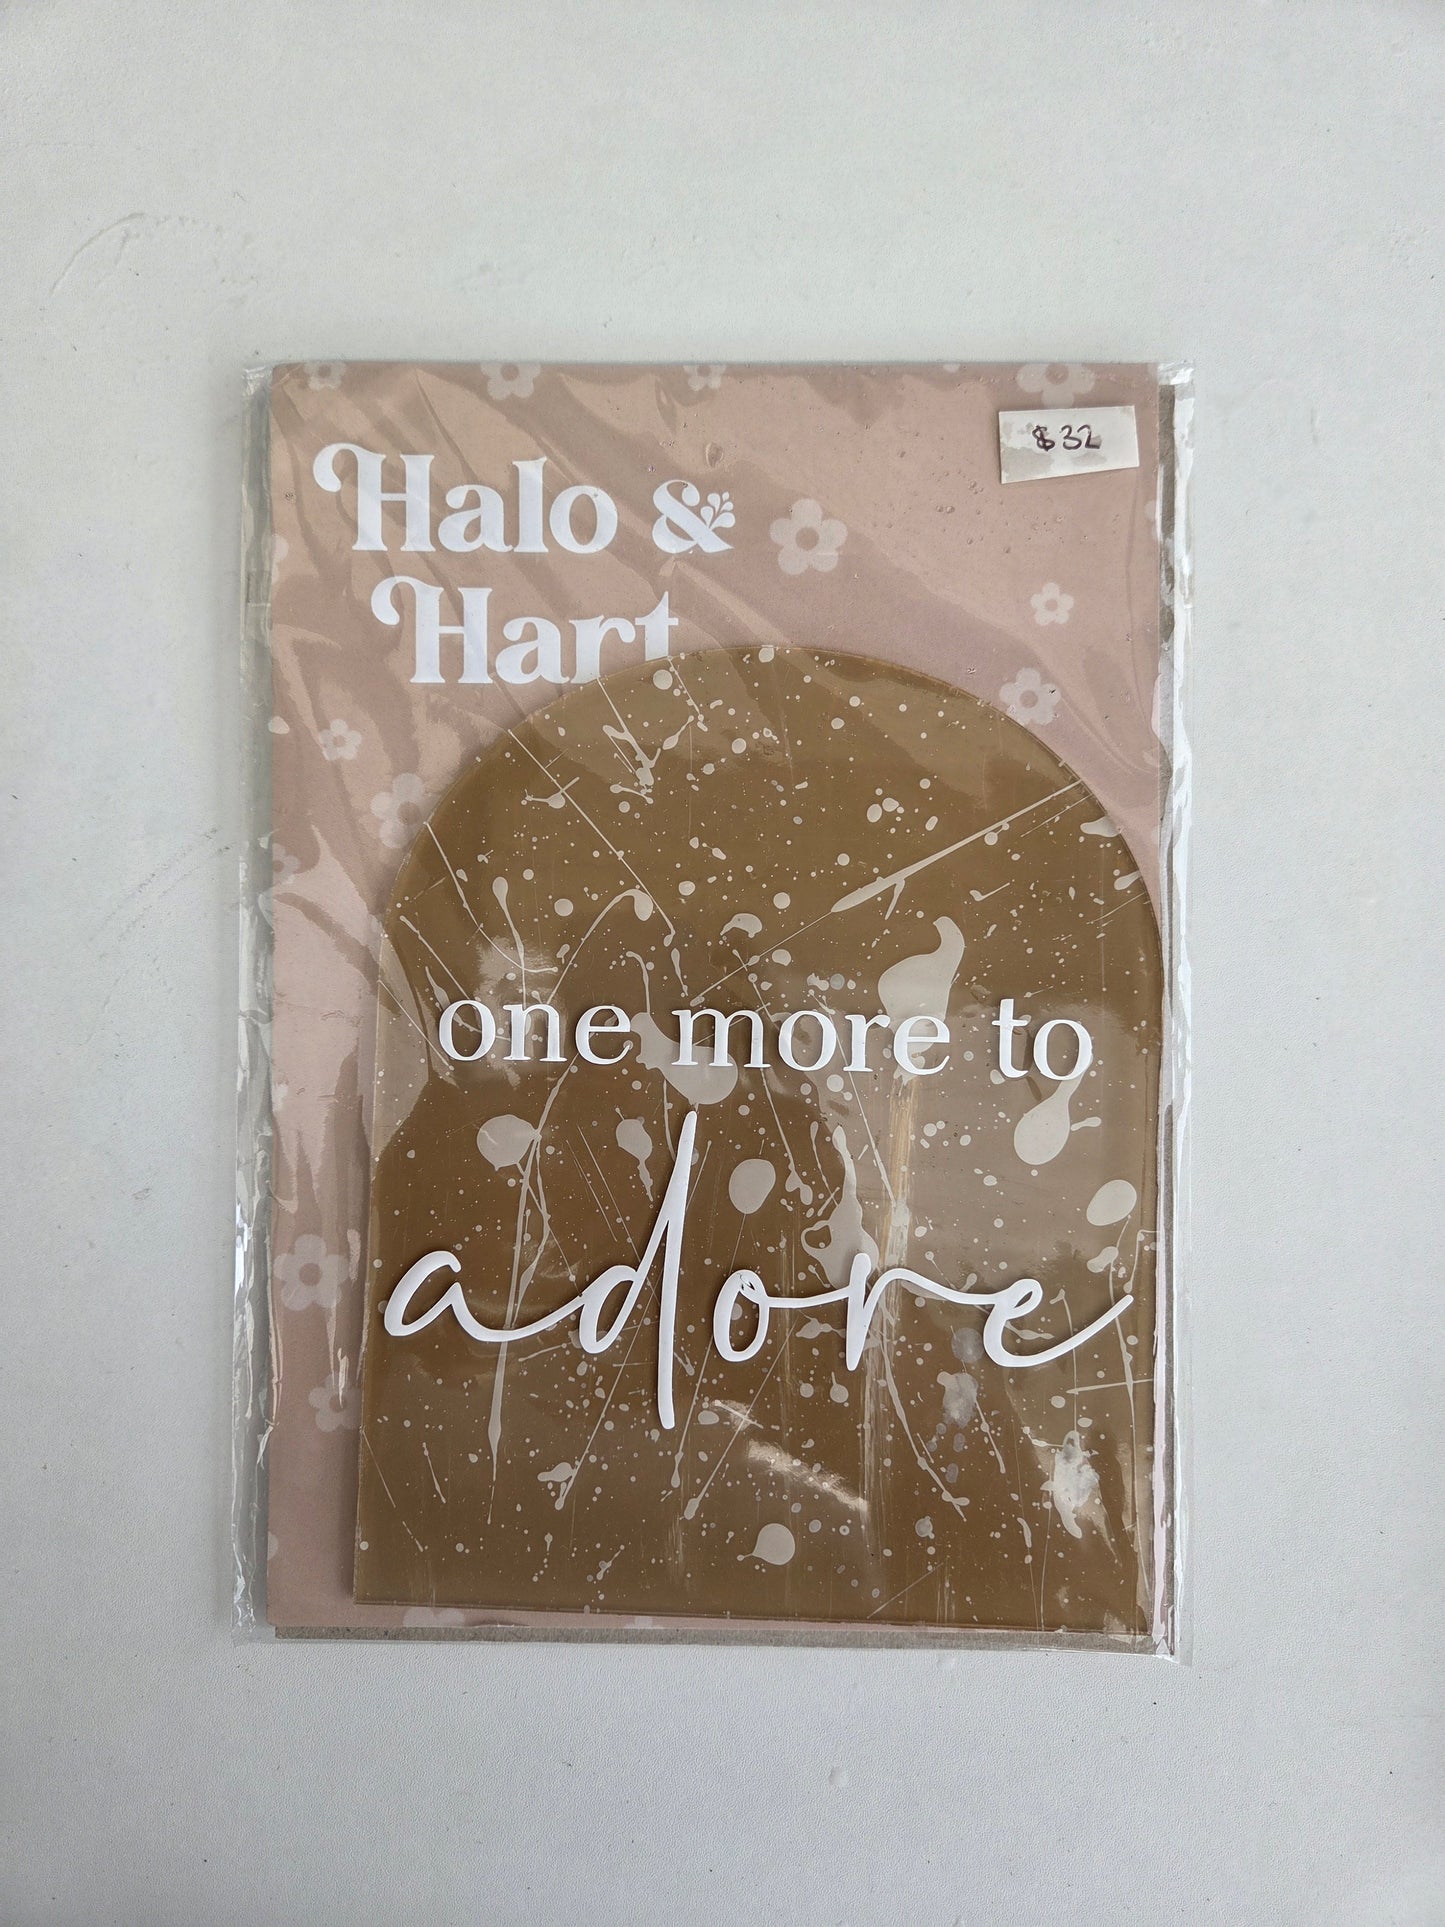 $32
Halo &
Hart
one more to
adore